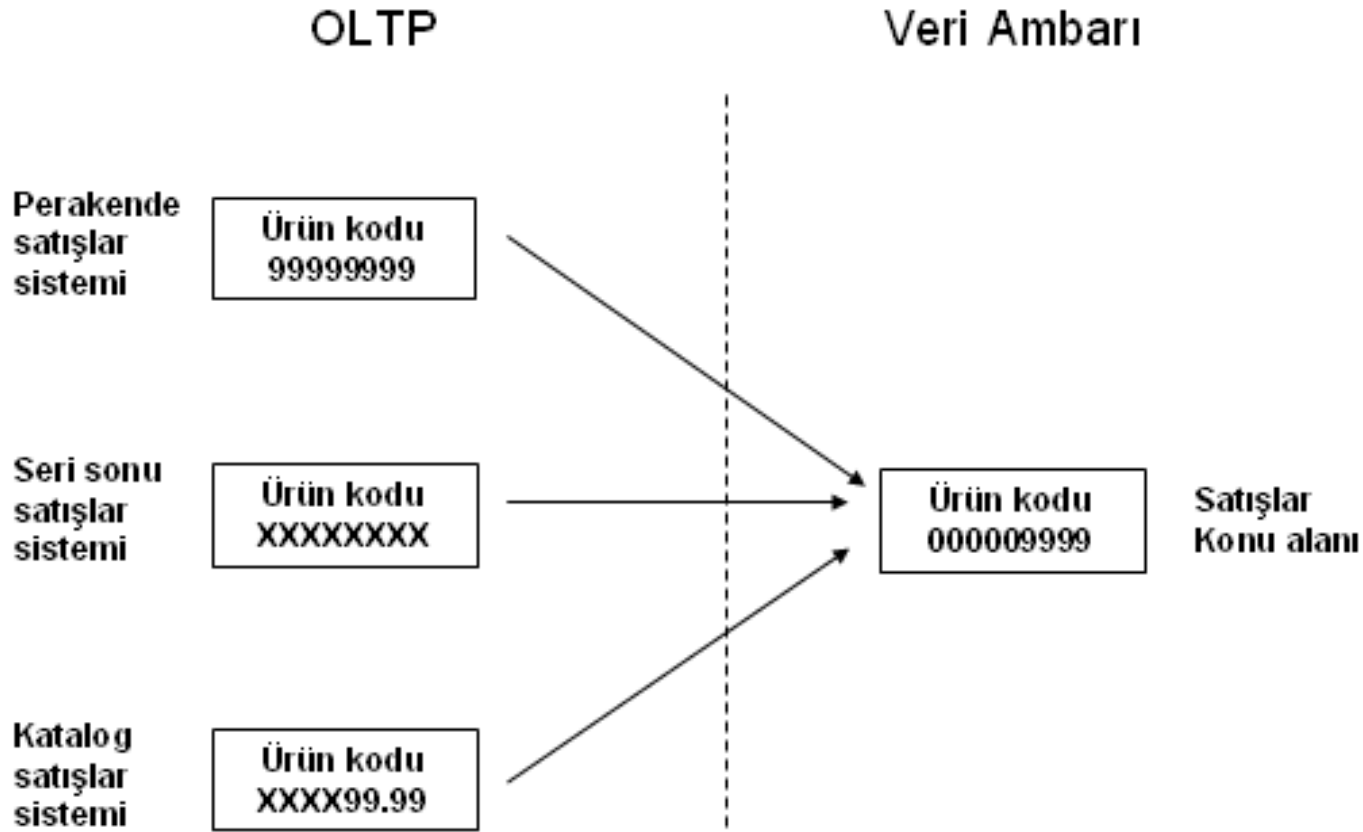 OLTP
Veri Ambarı
Perakende
satışlar
sistemi
Ürün kodu
99999999
Seri sonu
satışlar
sistemi
Ürün kodu
XXXXXXXX
Ürün kodu
000009999
Satışlar
Konu alanı
Katalog
satışlar
sistemi
Ürün kodu
XXXX99.99